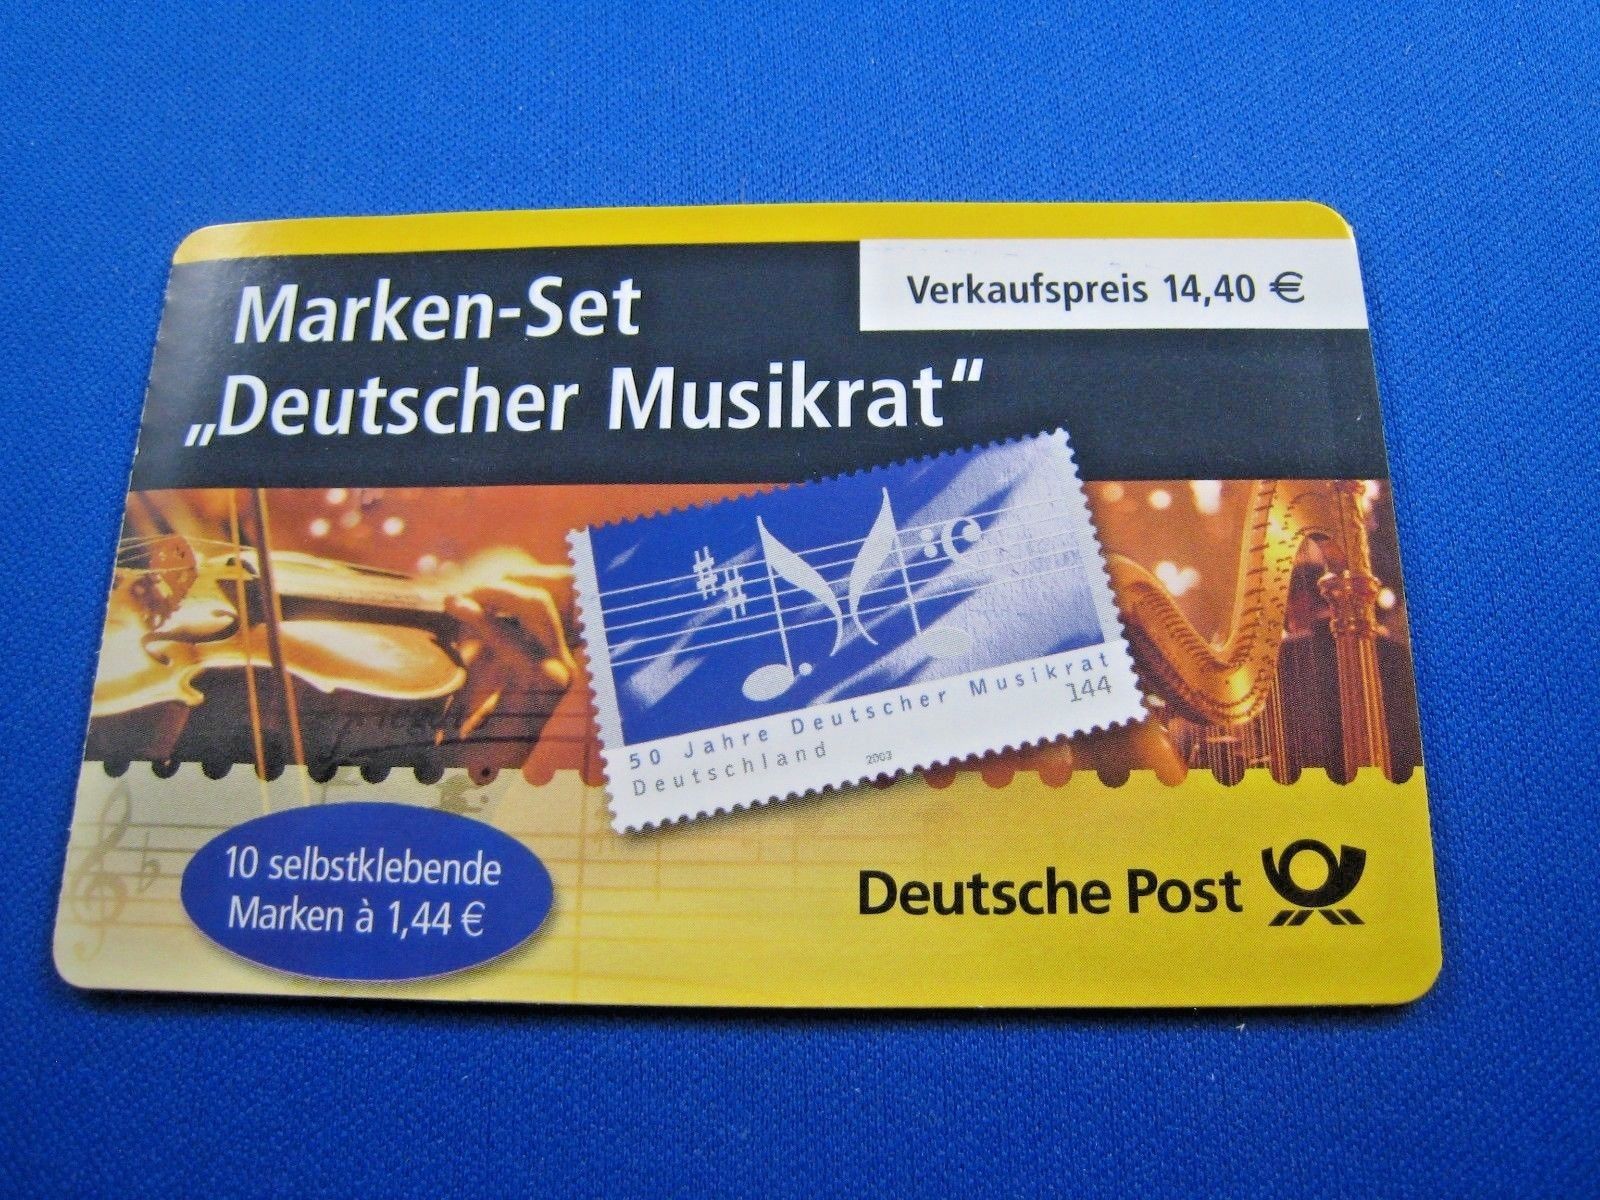 Verkaufspreis 14,40 €
Marken-Set
„Deutscher Musikrat“
50 Jahre Deutscher Musikrat
Deutschland 2003 144
10 selbstklebende
Marken à 1,44 €
Deutsche Post